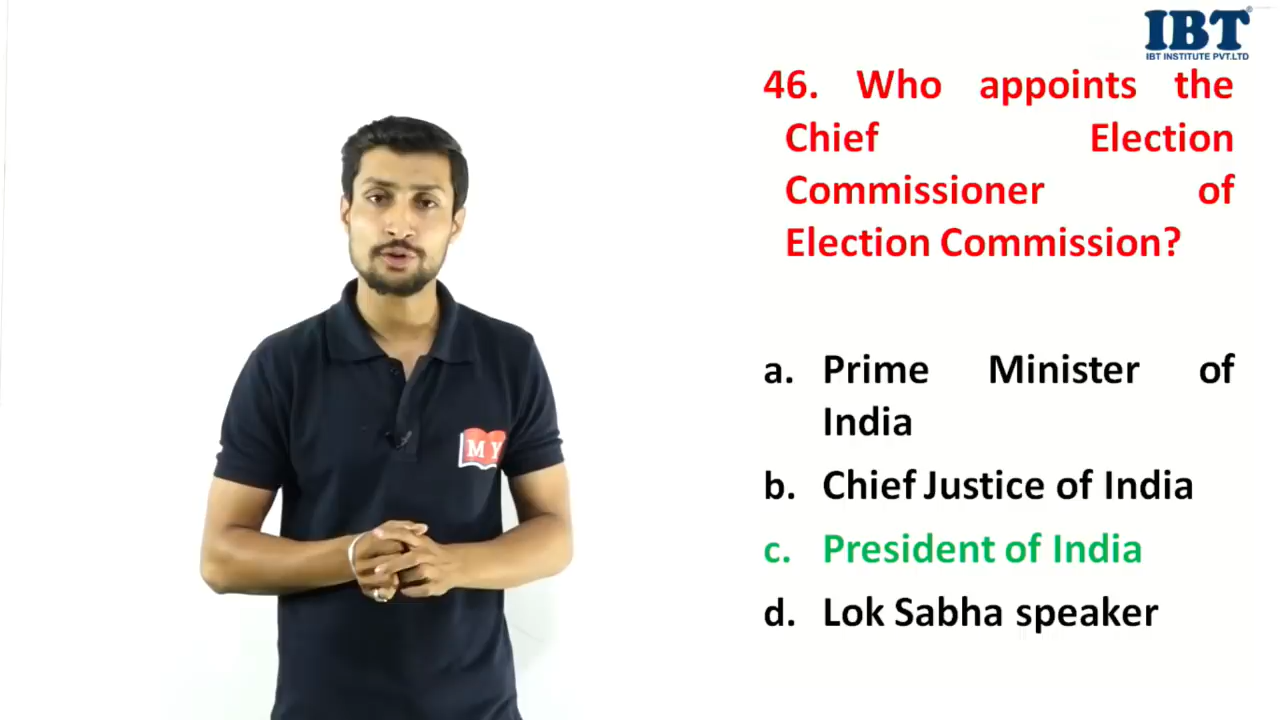 IBT
IBT INSTITUTE PVT.LTD
46. Who appoints the
Chief Election
Commissioner of
Election Commission?
a. Prime Minister of
India
b. Chief Justice of India
c. President of India
d. Lok Sabha speaker
M Y